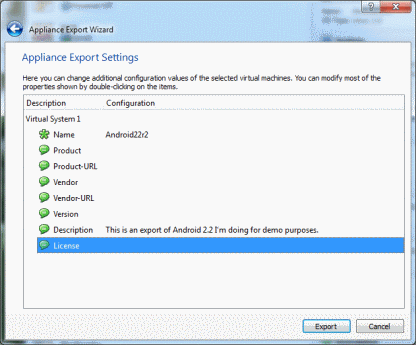 Appliance Export Wizard
Appliance Export Settings
Here you can change additional configuration values of the selected virtual machines. You can modify most of the
properties shown by double-clicking on the items.
Description Configuration
Virtual System 1
Name Android22r2
Product
Product-URL
Vendor
Vendor-URL
Version
Description This is an export of Android 2.2 I'm doing for demo purposes.
License
Export Cancel